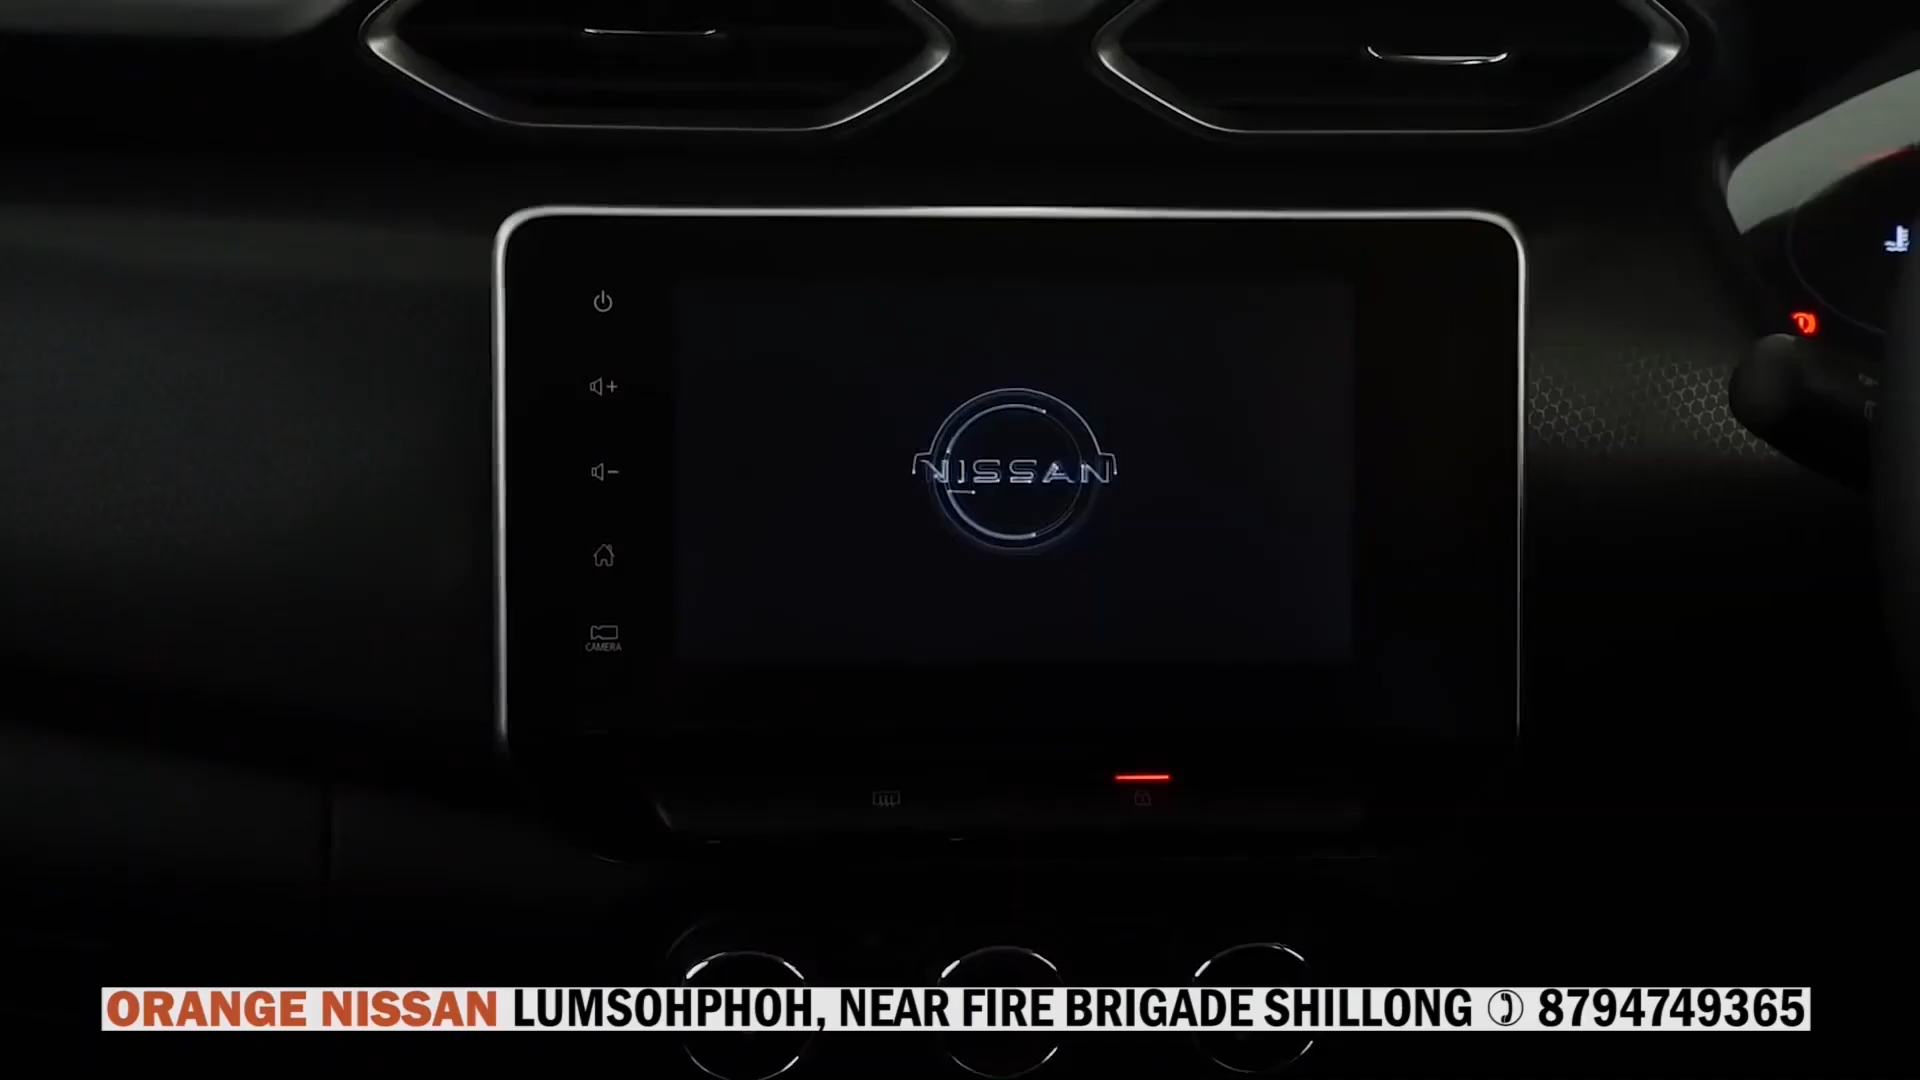 NISSAN
CAMERA
ORANGE NISSAN LUMSOHPHOH, NEAR FIRE BRIGADE SHILLONG ✆ 8794749365